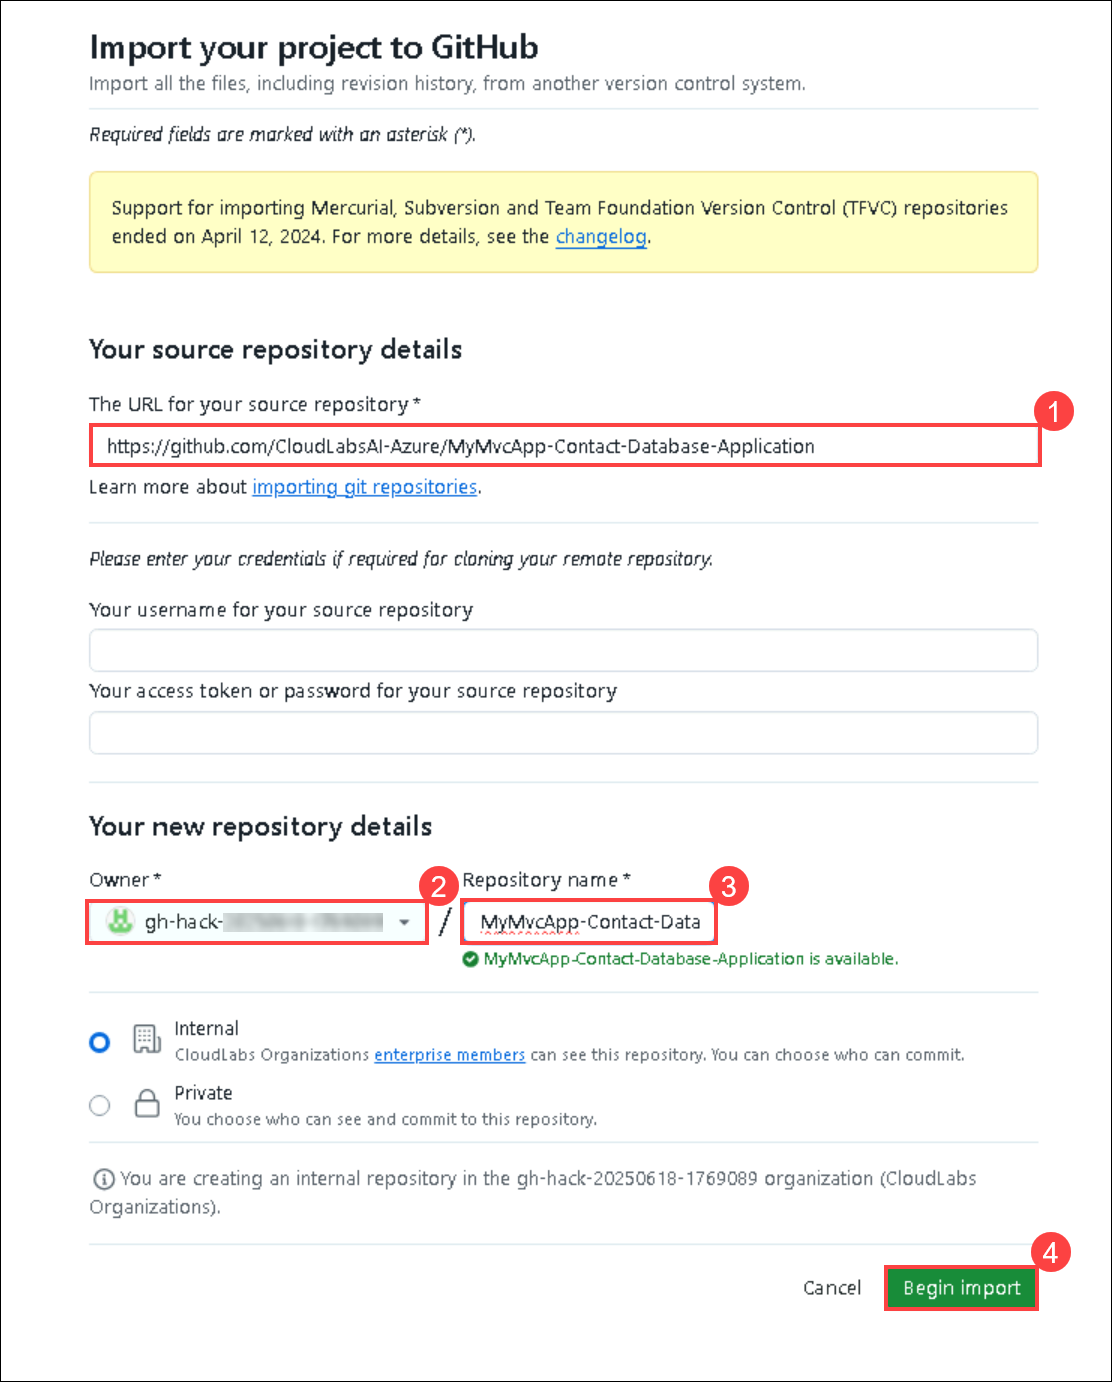 Import your project to GitHub
Import all the files, including revision history, from another version control system.
Required fields are marked with an asterisk (*).
Support for importing Mercurial, Subversion and Team Foundation Version Control (TFVC) repositories
ended on April 12, 2024. For more details, see the changelog.
Your source repository details
The URL for your source repository *
1
https://github.com/CloudLabsAI-Azure/MyMvcApp-Contact-Database-Application
Learn more about importing git repositories.
Please enter your credentials if required for cloning your remote repository.
Your username for your source repository
Your access token or password for your source repository
Your new repository details
Owner * 2 Repository name * 3
gh-hack- / MyMvcApp-Contact-Data
MyMvcApp-Contact-Database-Application is available.
Internal
CloudLabs Organizations enterprise members can see this repository. You can choose who can commit.
Private
You choose who can see and commit to this repository.
You are creating an internal repository in the gh-hack-20250618-1769089 organization (CloudLabs
Organizations).
4
Cancel Begin import